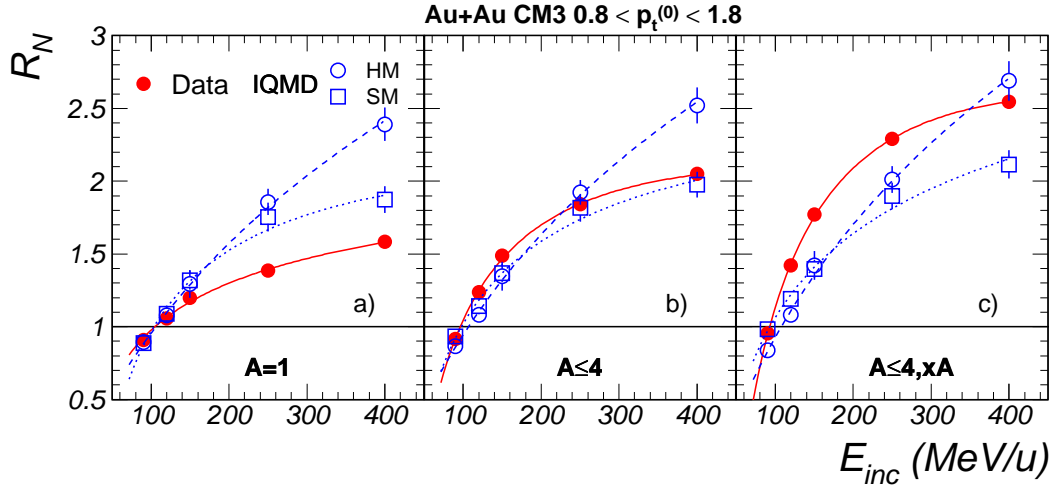 Au+Au CM3 0.8 < p_t^(0) < 1.8
R_N
3
2.5
2
1.5
1
0.5
Data IQMD HM
SM
a) b) c)
A=1 A≤4 A≤4,xA
100 200 300 400 100 200 300 400 100 200 300 400
E_inc (MeV/u)